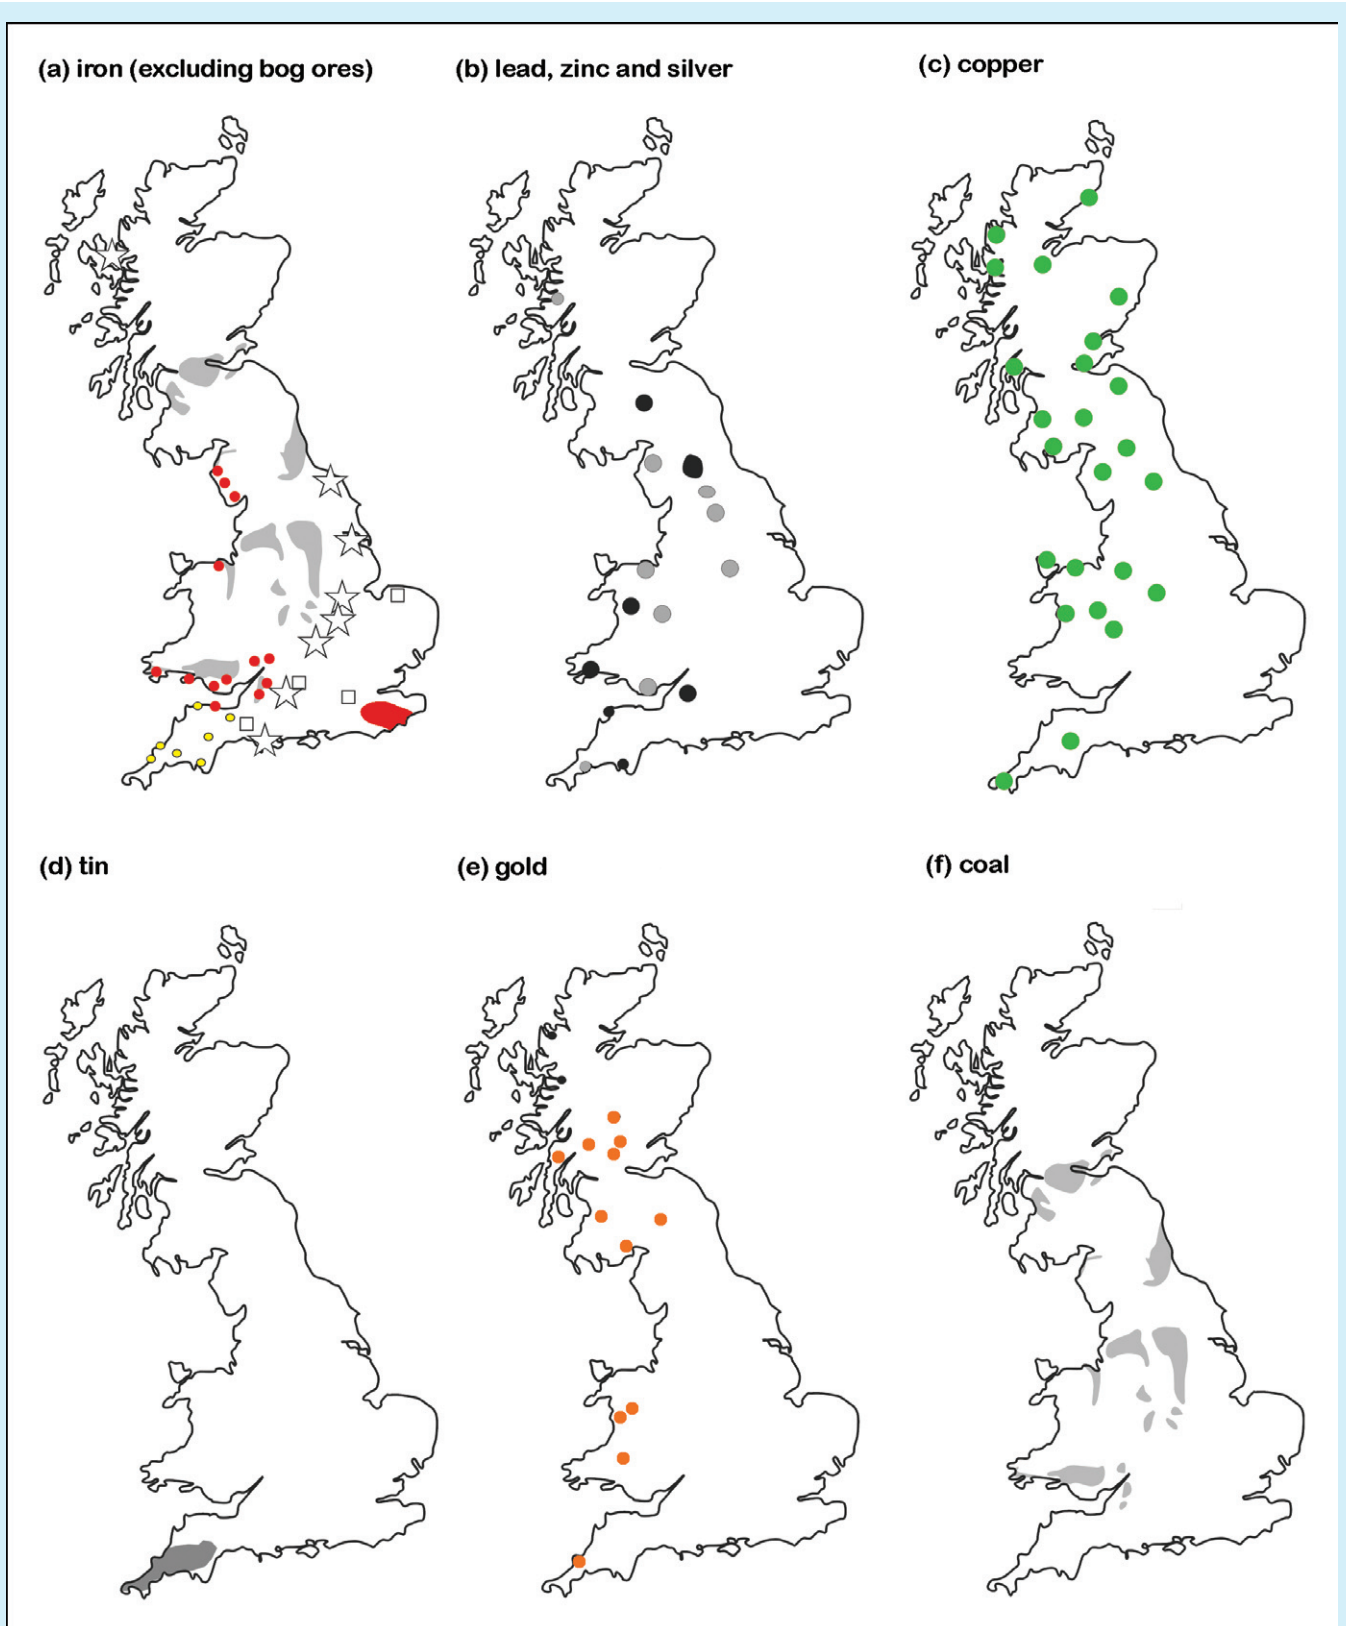 (a) iron (excluding bog ores)
(b) lead, zinc and silver
(c) copper
(d) tin
(e) gold
(f) coal